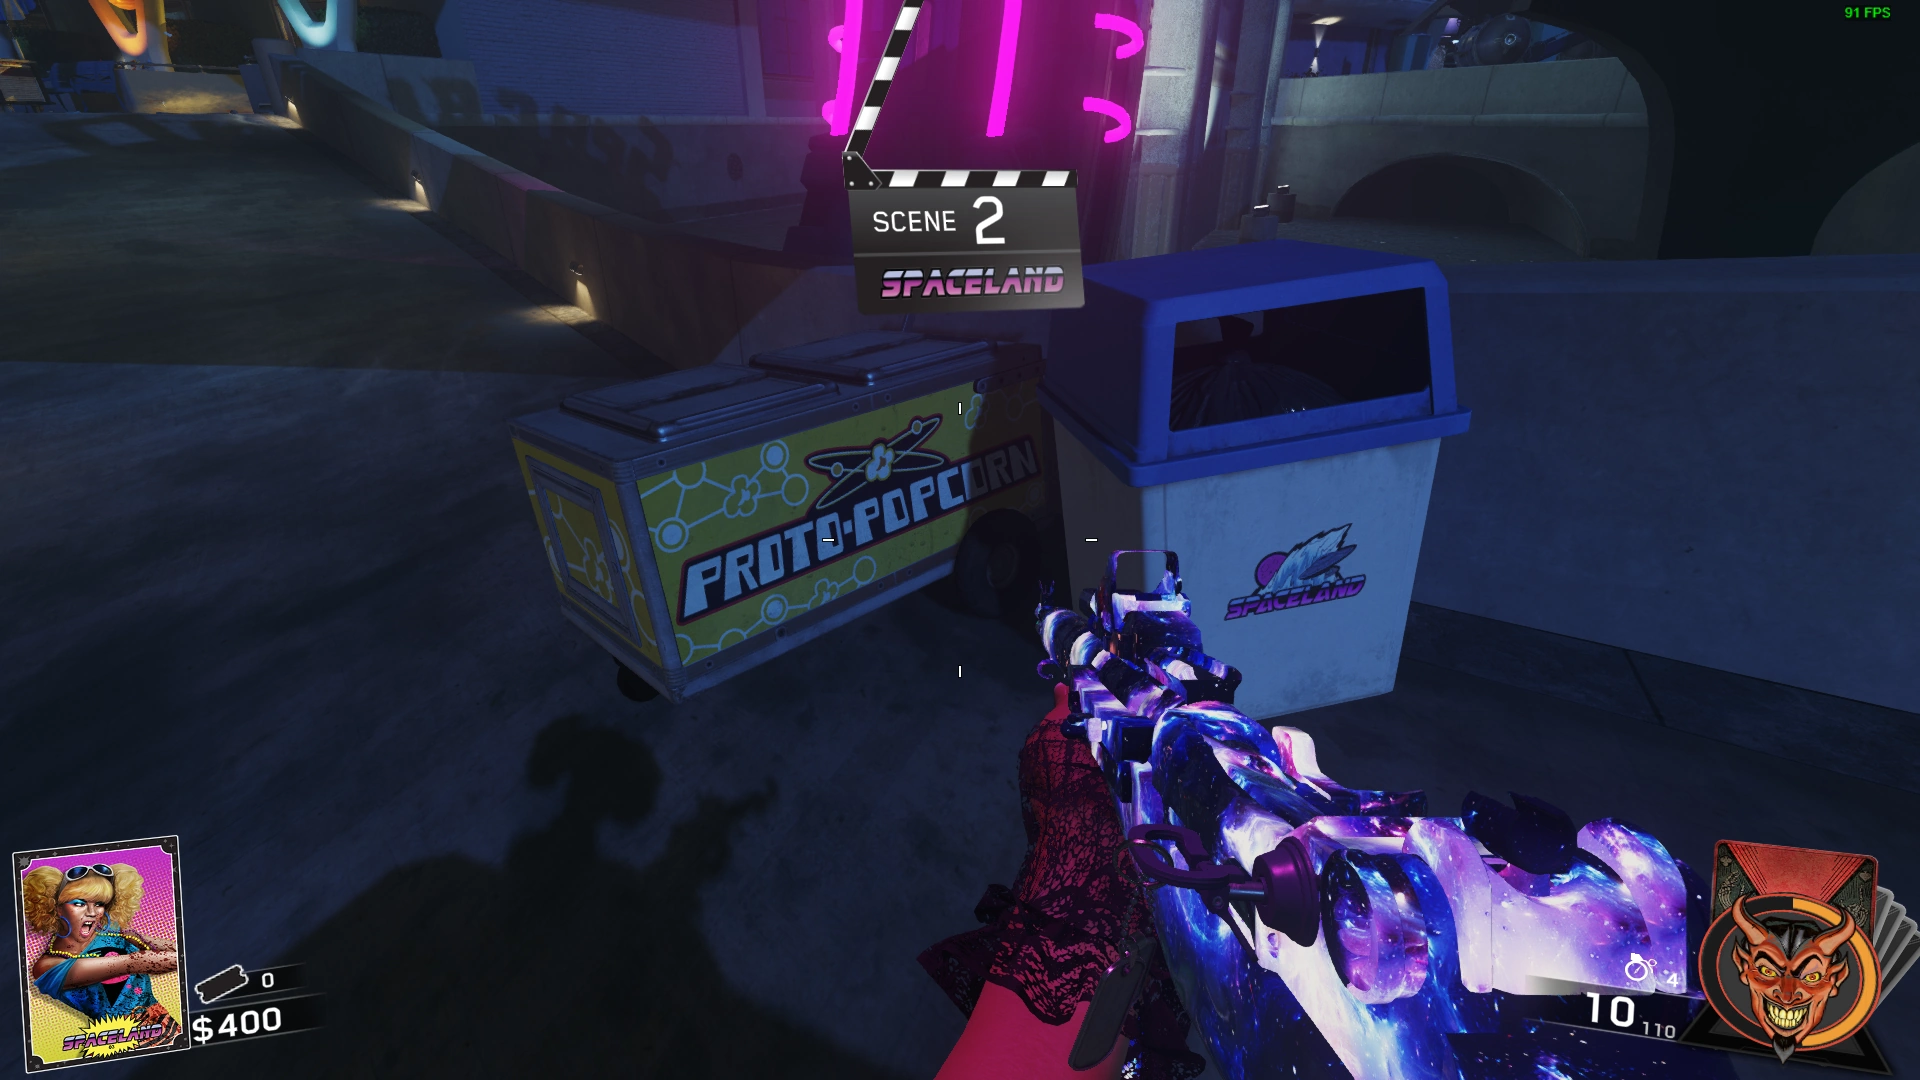 91 FPS
SCENE 2
SPACELAND
PROTO-POPCORN
SPACELAND
SPACELAND
0
$400
4
10
110